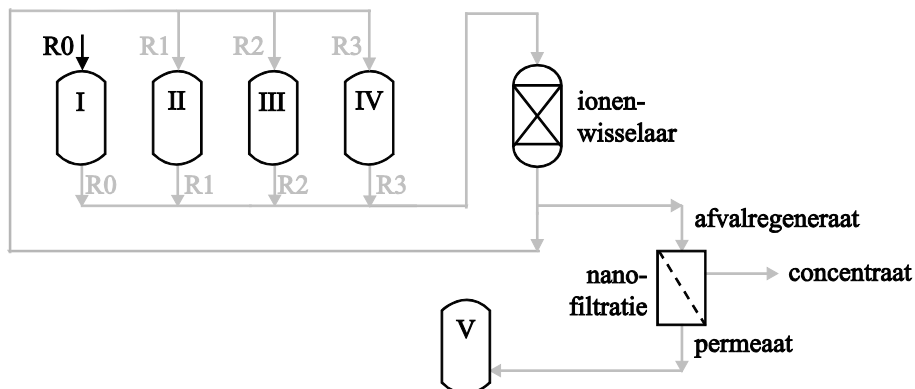 R0
R1
R2
R3
I
II
III
IV
ionen-
wisselaar
R0
R1
R2
R3
afvalregeneraat
nano-
filtratie
concentraat
V
permeaat